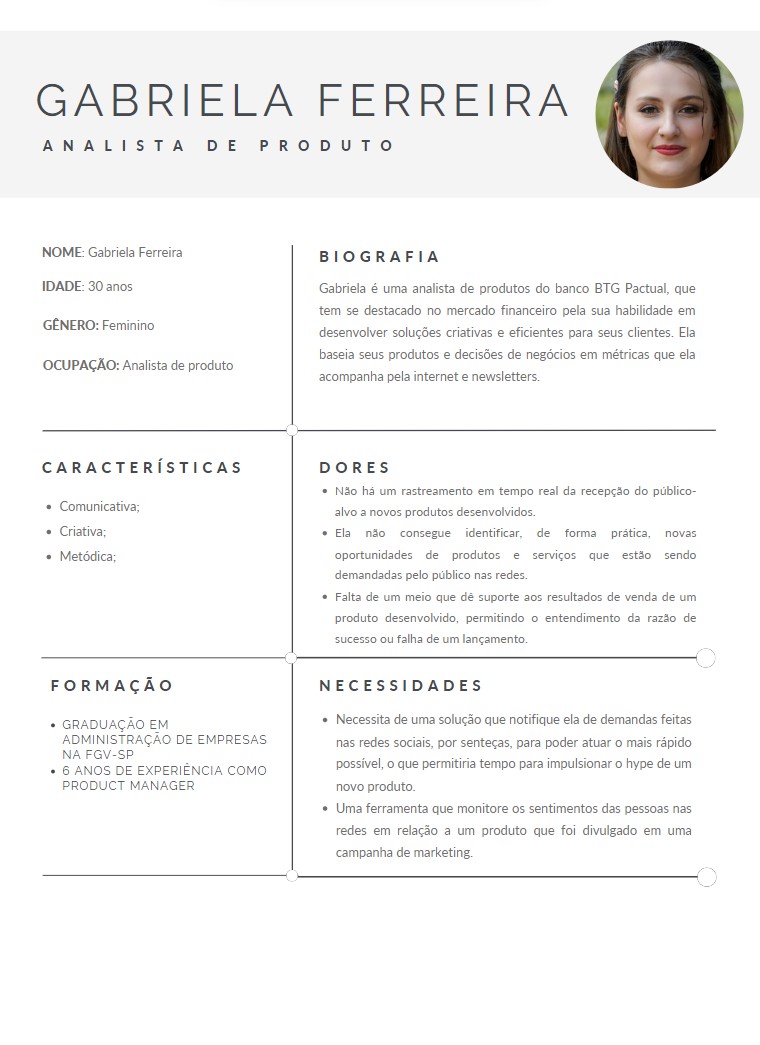 GABRIELA FERREIRA
ANALISTA DE PRODUTO
NOME: Gabriela Ferreira
IDADE: 30 anos
GÊNERO: Feminino
OCUPAÇÃO: Analista de produto
BIOGRAFIA
Gabriela é uma analista de produtos do banco BTG Pactual, que
tem se destacado no mercado financeiro pela sua habilidade em
desenvolver soluções criativas e eficientes para seus clientes. Ela
baseia seus produtos e decisões de negócios em métricas que ela
acompanha pela internet e newsletters.
CARACTERÍSTICAS
• Comunicativa;
• Criativa;
• Metódica;
DORES
• Não há um rastreamento em tempo real da recepção do público-
alvo a novos produtos desenvolvidos.
• Ela não consegue identificar, de forma prática, novas
oportunidades de produtos e serviços que estão sendo
demandadas pelo público nas redes.
• Falta de um meio que dê suporte aos resultados de venda de um
produto desenvolvido, permitindo o entendimento da razão de
sucesso ou falha de um lançamento.
FORMAÇÃO
• GRADUAÇÃO EM
ADMINISTRAÇÃO DE EMPRESAS
NA FGV-SP
• 6 ANOS DE EXPERIÊNCIA COMO
PRODUCT MANAGER
NECESSIDADES
• Necessita de uma solução que notifique ela de demandas feitas
nas redes sociais, por senteças, para poder atuar o mais rápido
possível, o que permitiria tempo para impulsionar o hype de um
novo produto.
• Uma ferramenta que monitore os sentimentos das pessoas nas
redes em relação a um produto que foi divulgado em uma
campanha de marketing.